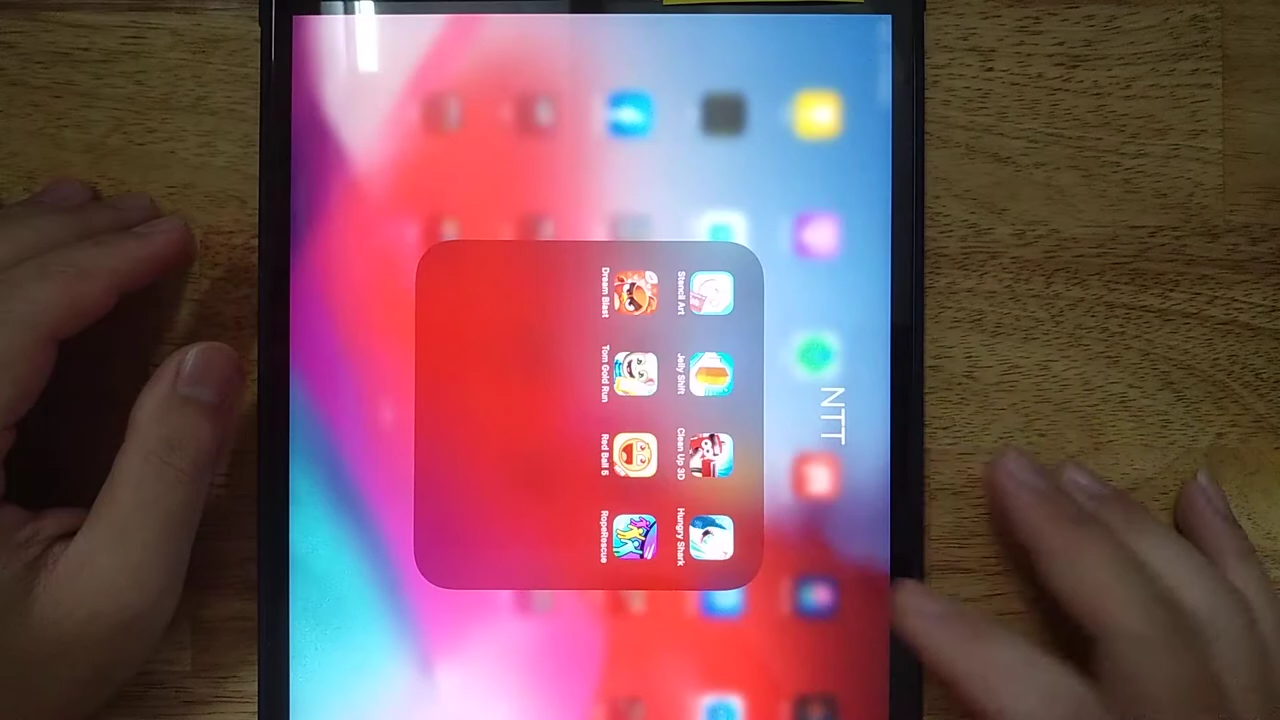 NTT
Stencil Art
Jelly Shift
Clean Up 3D
Hungry Shark
Dream Blast
Tom Gold Run
Red Ball 5
RopeRescue